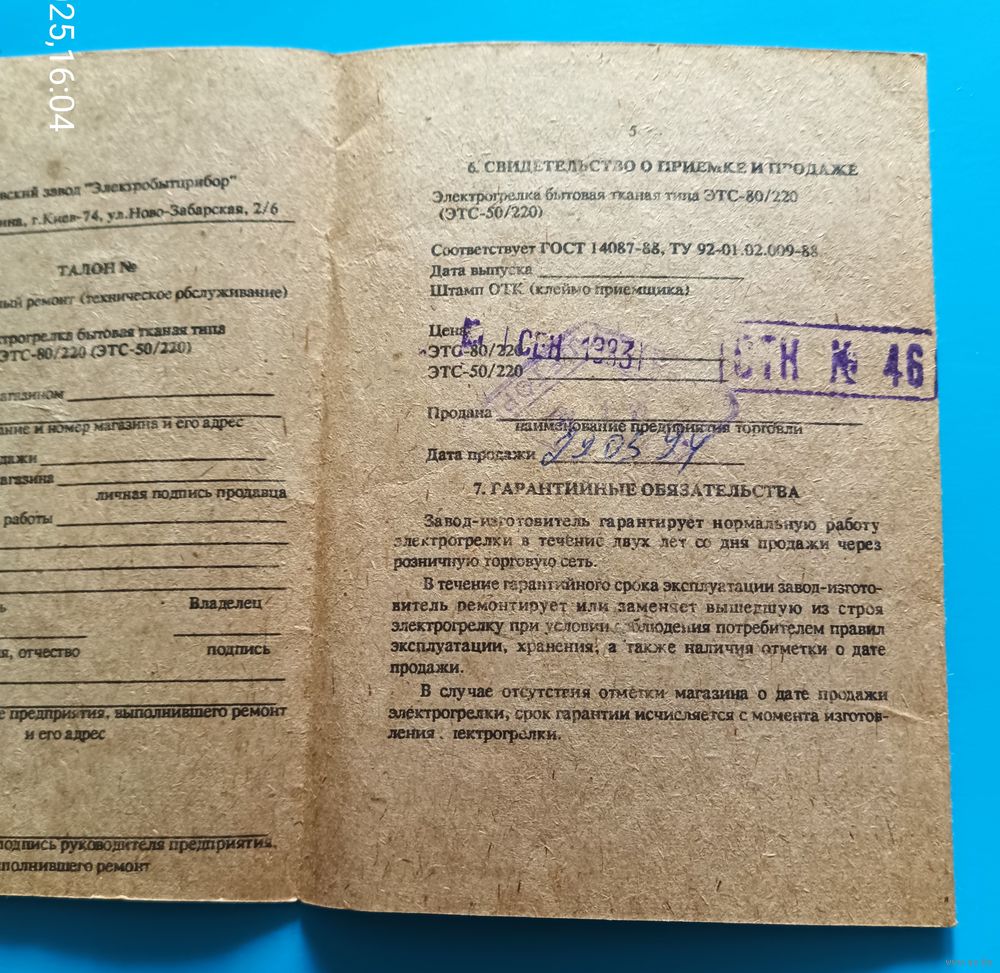 25,16:04
вский завод "Электробытприбор"
ина, г.Киев-74, ул.Ново-Забарская, 2/6
ТАЛОН №
ный ремонт (техническое обслуживание)
ктрогрелка бытовая тканая типа
ЭТС-80/220 (ЭТС-50/220)
агазином
ание и номер магазина и его адрес
дажи
агазина
личная подпись продавца
работы
ь
Владелец
я, отчество
подпись
е предприятия, выполнившего ремонт
и его адрес
подпись руководителя предприятия,
полнившего ремонт
5
6. СВИДЕТЕЛЬСТВО О ПРИЕМКЕ И ПРОДАЖЕ
Электрогрелка бытовая тканая типа ЭТС-80/220
(ЭТС-50/220)
Соответствует ГОСТ 14087-88, ТУ 92-01.02.009-88
Дата выпуска
Штамп ОТК (клеймо приемщика)
Цена
ЭТС-80/220
СЕН 1993
ОТК № 46
ЭТС-50/220
Продана
наименование предприятия торговли
Дата продажи 22 05 94
7. ГАРАНТИЙНЫЕ ОБЯЗАТЕЛЬСТВА
Завод-изготовитель гарантирует нормальную работу
электрогрелки в течение двух лет со дня продажи через
розничную торговую сеть.
В течение гарантийного срока эксплуатации завод-изгото-
витель ремонтирует или заменяет вышедшую из строя
электрогрелку при условии соблюдения потребителем правил
эксплуатации, хранения, а также наличия отметки о дате
продажи.
В случае отсутствия отметки магазина о дате продажи
электрогрелки, срок гарантии исчисляется с момента изготов-
ления электрогрелки.